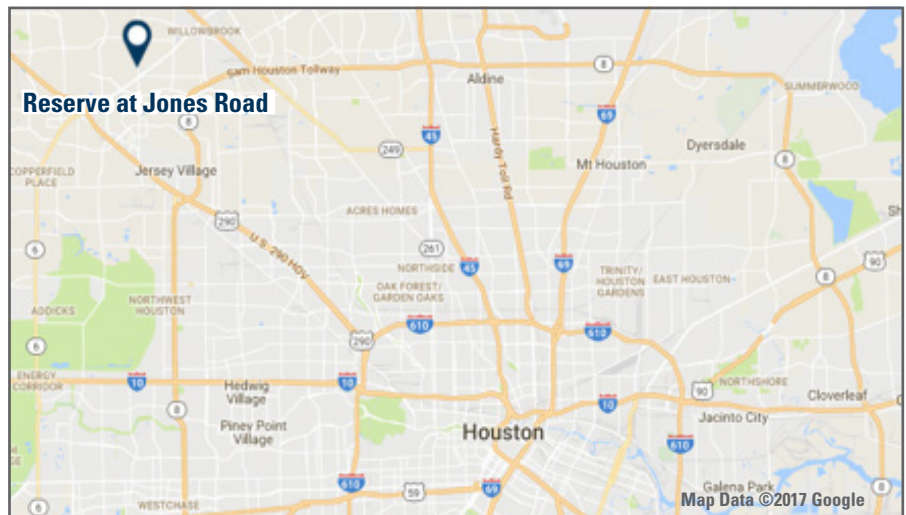 WILLOWBROOK
8
cam Houston Tollway
Aldine
SUMMERWOOD
Reserve at Jones Road
69
8
45
Hardy Toll Rd
Dyersdale
249
Mt Houston
8
COPPERFIELD
PLACE
Jersey Village
ACRES HOMES
290
U.S. 290 HOV
261
6
NORTHSIDE
45
69
90
TRINITY/
HOUSTON
GARDENS
EAST HOUSTON
8
OAK FOREST/
GARDEN OAKS
ADDICKS
NORTHWEST
HOUSTON
610
610
290
6
ENERGY
CORRIDOR
10
Hedwig
Village
10
90
NORTHSHORE
Cloverleaf
8
10
Jacinto City
Piney Point
Village
Houston
610
610
59
69
Galena Park
8
6
WESTCHASE
Map Data ©2017 Google